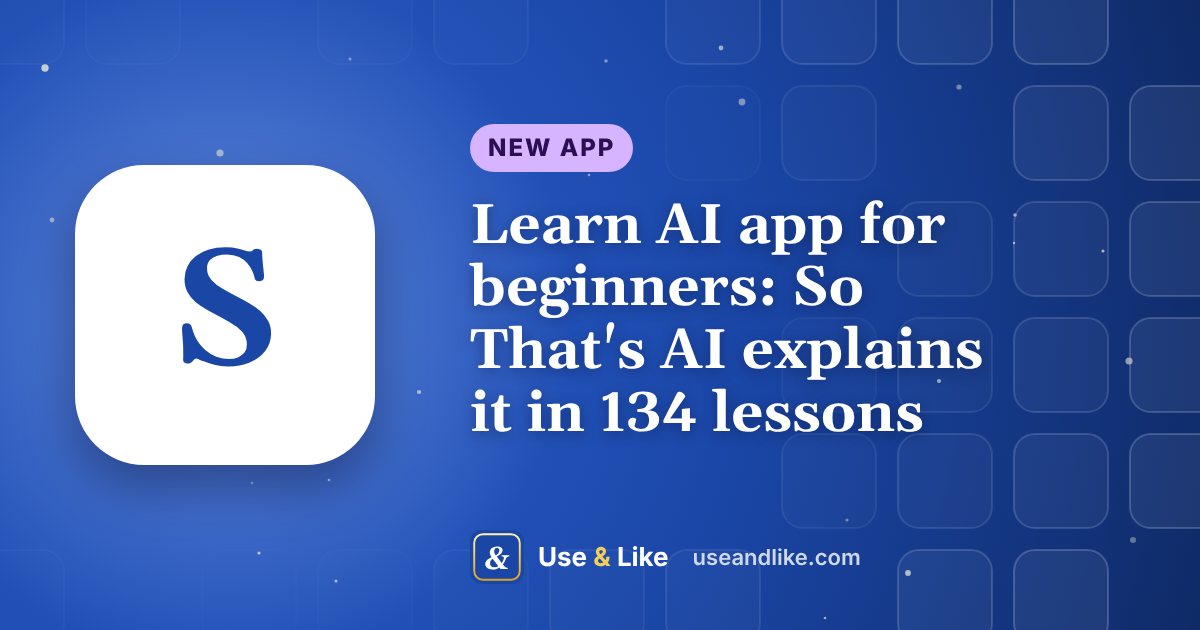 S
NEW APP
Learn AI app for
beginners: So
That's AI explains
it in 134 lessons
& Use & Like useandlike.com